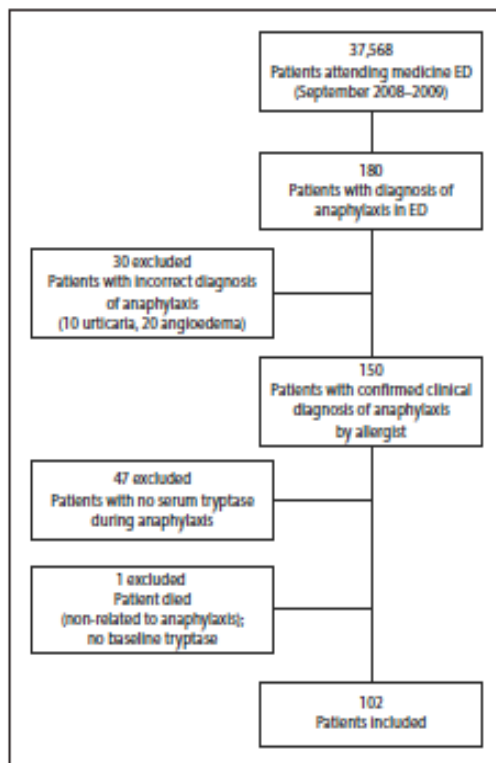 37,568
Patients attending medicine ED
(September 2008–2009)
180
Patients with diagnosis of
anaphylaxis in ED
30 excluded
Patients with incorrect diagnosis
of anaphylaxis
(10 urticaria, 20 angioedema)
150
Patients with confirmed clinical
diagnosis of anaphylaxis
by allergist
47 excluded
Patients with no serum tryptase
during anaphylaxis
1 excluded
Patient died
(non-related to anaphylaxis);
no baseline tryptase
102
Patients included